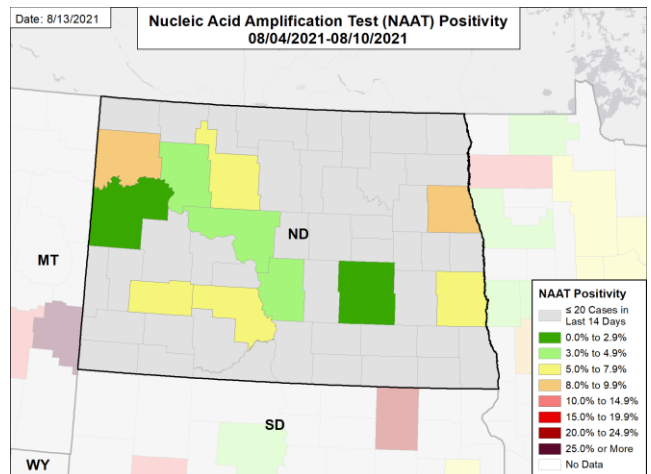 Date: 8/13/2021
Nucleic Acid Amplification Test (NAAT) Positivity
08/04/2021-08/10/2021
ND
MT
SD
WY
NAAT Positivity
≤ 20 Cases in
Last 14 Days
0.0% to 2.9%
3.0% to 4.9%
5.0% to 7.9%
8.0% to 9.9%
10.0% to 14.9%
15.0% to 19.9%
20.0% to 24.9%
25.0% or More
No Data